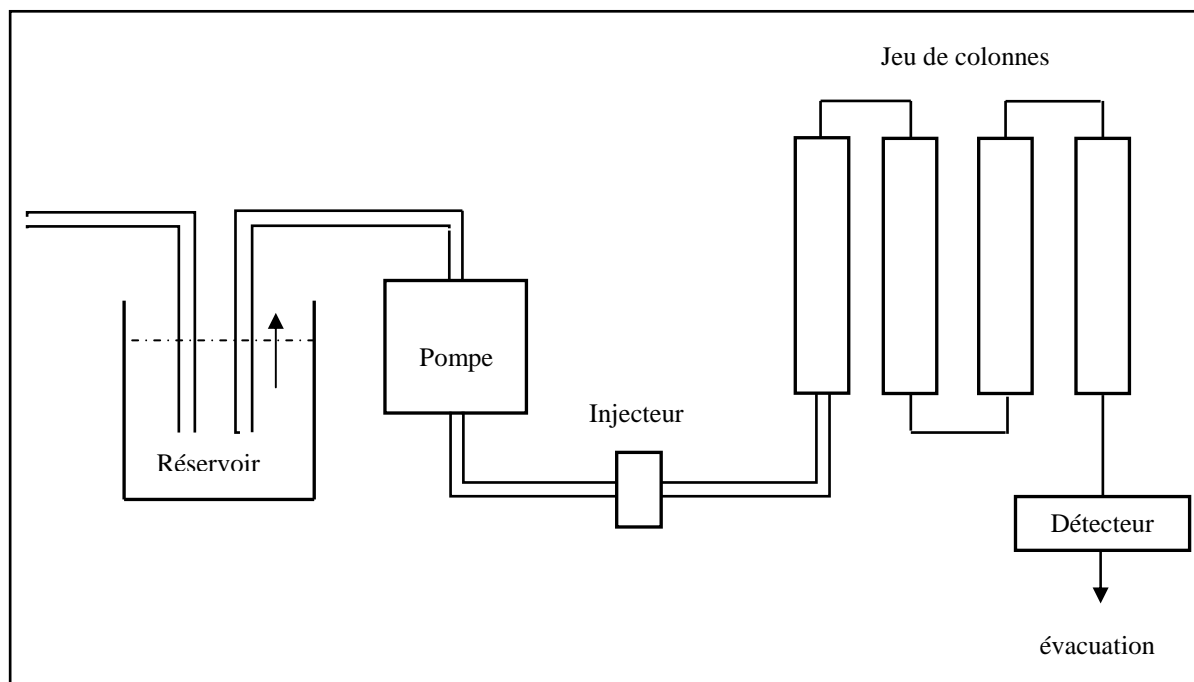 Jeu de colonnes
Pompe
Injecteur
Réservoir
Détecteur
évacuation